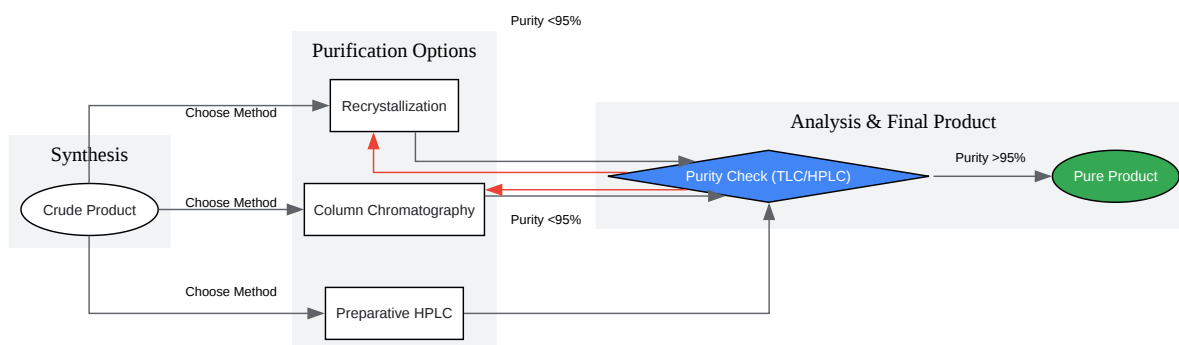 Purity <95%
Purification Options
Recrystallization
Choose Method
Analysis & Final Product
Synthesis
Purity >95%
Purity Check (TLC/HPLC)
Pure Product
Crude Product
Choose Method
Column Chromatography
Purity <95%
Choose Method
Preparative HPLC